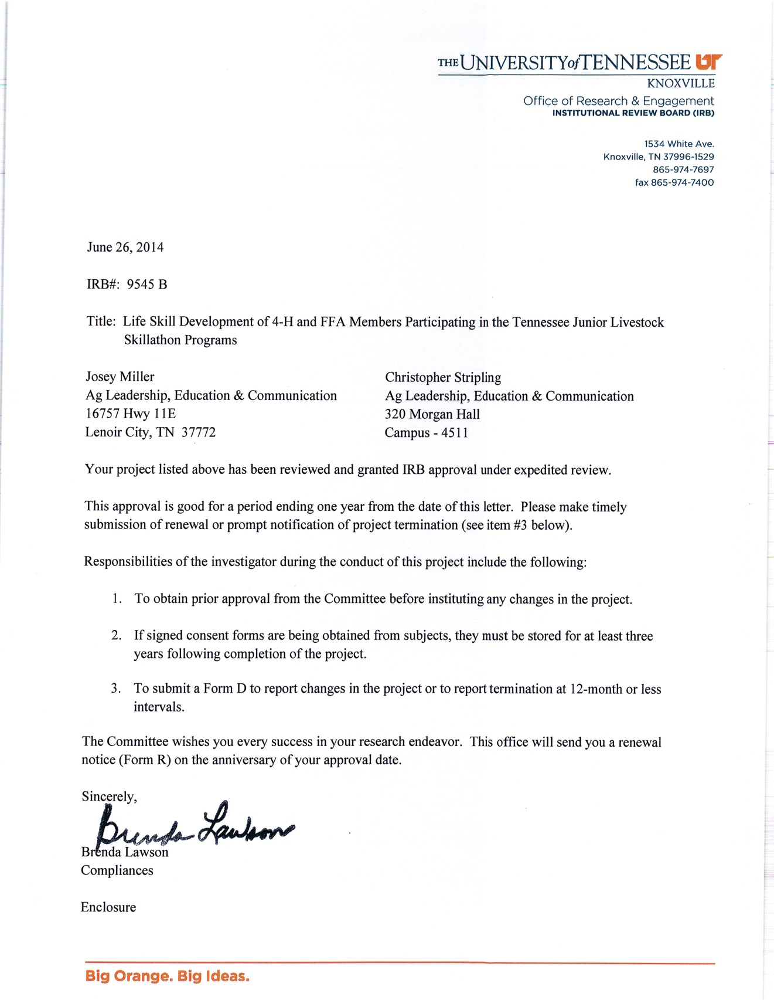 THE UNIVERSITY of TENNESSEE UT
KNOXVILLE
Office of Research & Engagement
INSTITUTIONAL REVIEW BOARD (IRB)
1534 White Ave.
Knoxville, TN 37996-1529
865-974-7697
fax 865-974-7400
June 26, 2014
IRB#: 9545 B
Title: Life Skill Development of 4-H and FFA Members Participating in the Tennessee Junior Livestock
Skillathon Programs
Josey Miller
Ag Leadership, Education & Communication
16757 Hwy 11E
Lenoir City, TN 37772
Christopher Stripling
Ag Leadership, Education & Communication
320 Morgan Hall
Campus - 4511
Your project listed above has been reviewed and granted IRB approval under expedited review.
This approval is good for a period ending one year from the date of this letter. Please make timely
submission of renewal or prompt notification of project termination (see item #3 below).
Responsibilities of the investigator during the conduct of this project include the following:
1. To obtain prior approval from the Committee before instituting any changes in the project.
2. If signed consent forms are being obtained from subjects, they must be stored for at least three
years following completion of the project.
3. To submit a Form D to report changes in the project or to report termination at 12-month or less
intervals.
The Committee wishes you every success in your research endeavor. This office will send you a renewal
notice (Form R) on the anniversary of your approval date.
Sincerely,
Brenda Lawson
Brenda Lawson
Compliances
Enclosure
Big Orange. Big Ideas.